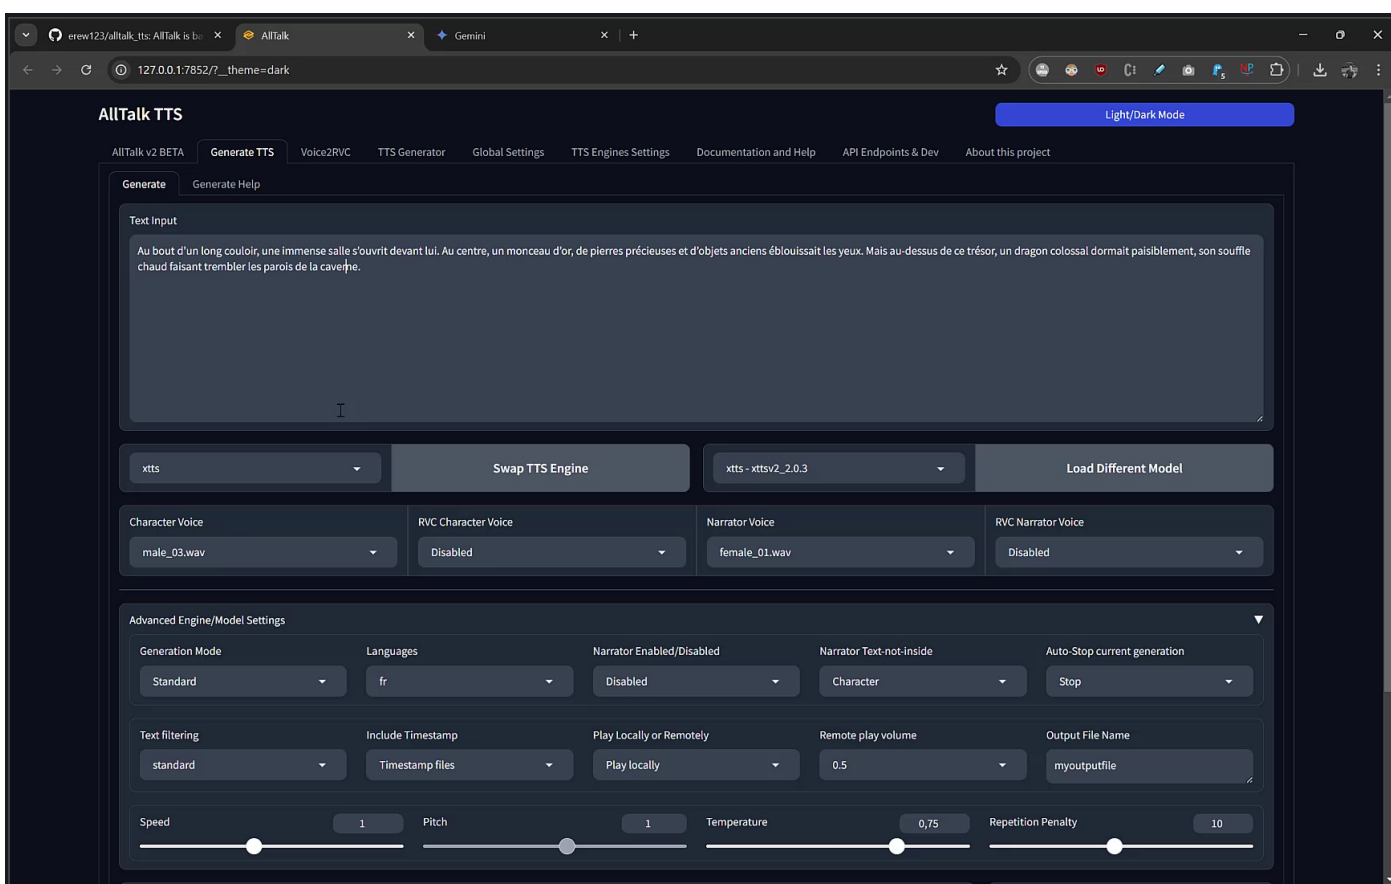 erew123/alltalk_tts: AllTalk is ba
AllTalk
Gemini
127.0.0.1:7852/?__theme=dark
AllTalk TTS
Light/Dark Mode
AllTalk v2 BETA Generate TTS Voice2RVC TTS Generator Global Settings TTS Engines Settings Documentation and Help API Endpoints & Dev About this project
Generate Generate Help
Text Input
Au bout d'un long couloir, une immense salle s'ouvrit devant lui. Au centre, un monceau d'or, de pierres précieuses et d'objets anciens éblouissait les yeux. Mais au-dessus de ce trésor, un dragon colossal dormait paisiblement, son souffle
chaud faisant trembler les parois de la caverne.
xtts Swap TTS Engine xtts - xttsv2_2.0.3 Load Different Model
Character Voice RVC Character Voice Narrator Voice RVC Narrator Voice
male_03.wav Disabled female_01.wav Disabled
Advanced Engine/Model Settings
Generation Mode Languages Narrator Enabled/Disabled Narrator Text-not-inside Auto-Stop current generation
Standard fr Disabled Character Stop
Text filtering Include Timestamp Play Locally or Remotely Remote play volume Output File Name
standard Timestamp files Play locally 0.5 myoutputfile
Speed 1 Pitch 1 Temperature 0,75 Repetition Penalty 10